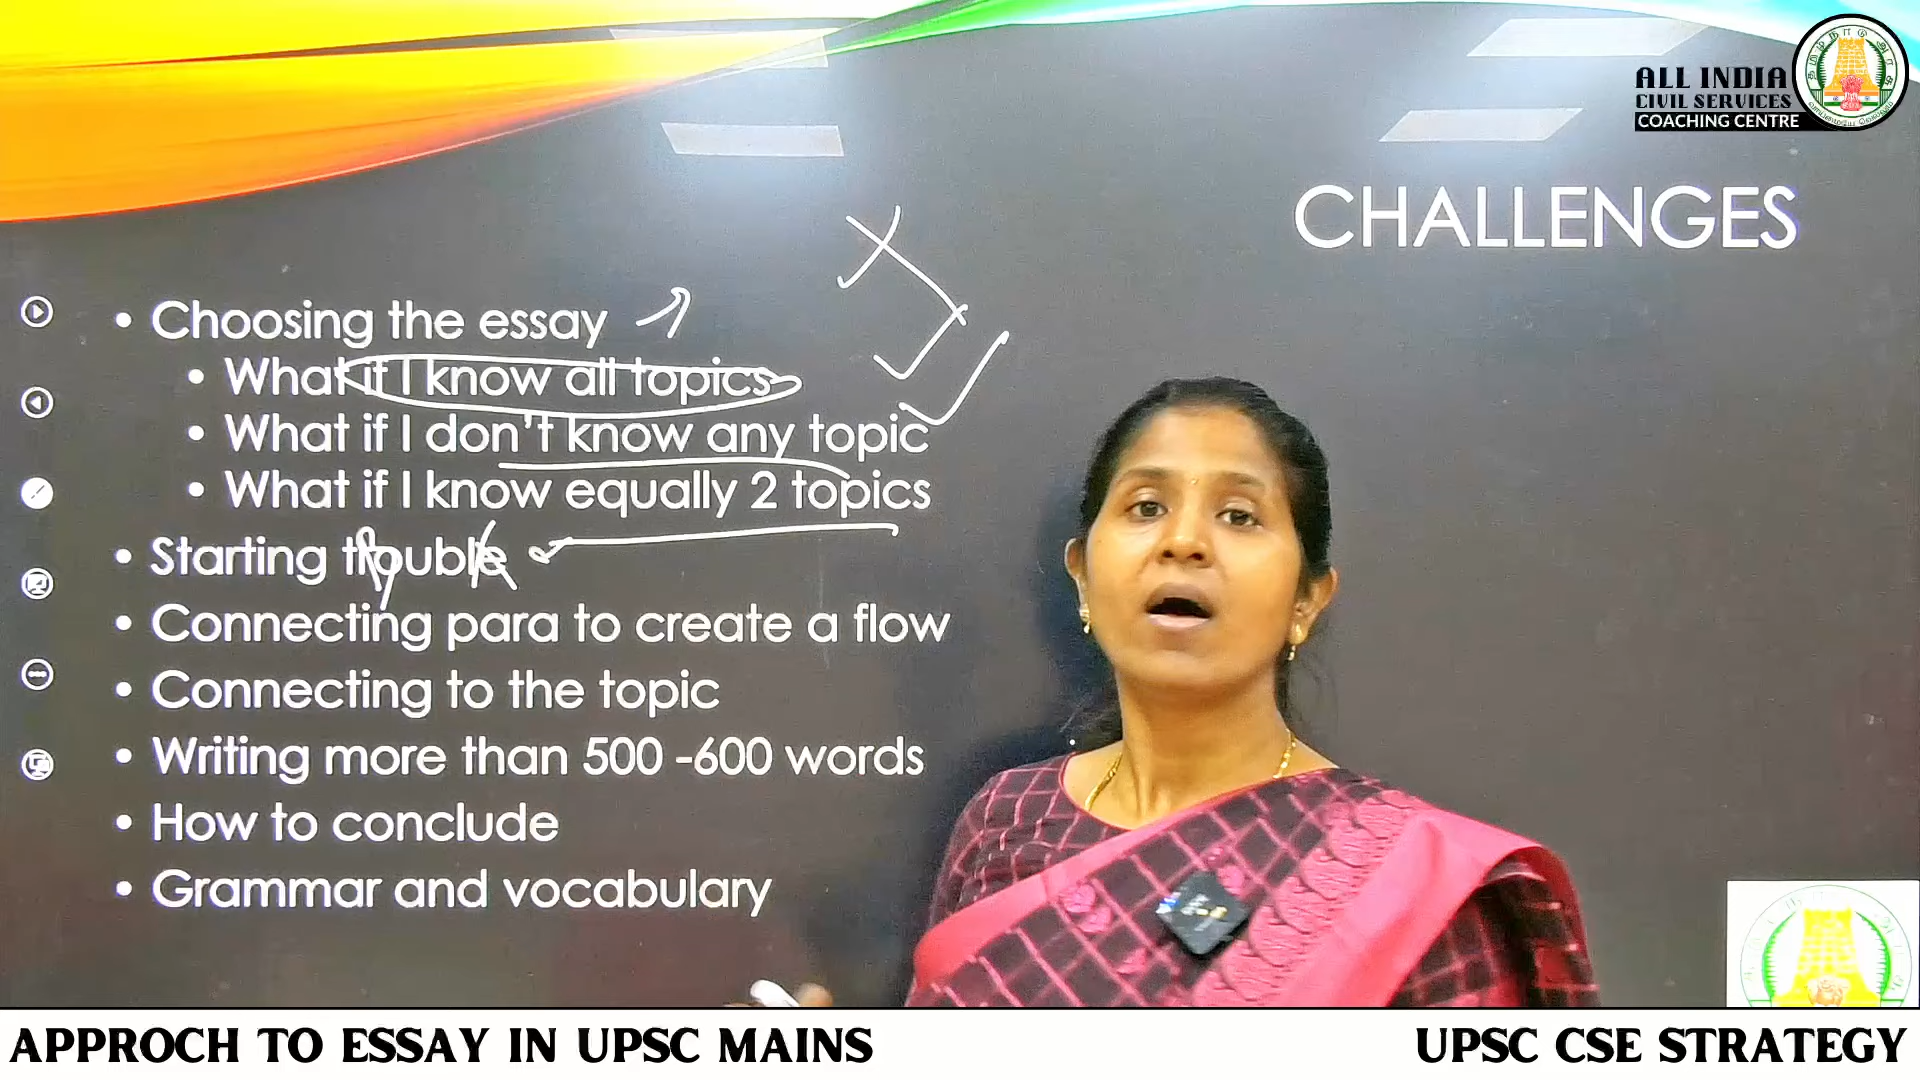 ALL INDIA
CIVIL SERVICES
COACHING CENTRE
CHALLENGES
• Choosing the essay
• What if I know all topics
• What if I don't know any topic
• What if I know equally 2 topics
• Starting trouble
• Connecting para to create a flow
• Connecting to the topic
• Writing more than 500 -600 words
• How to conclude
• Grammar and vocabulary
APPROCH TO ESSAY IN UPSC MAINS
UPSC CSE STRATEGY